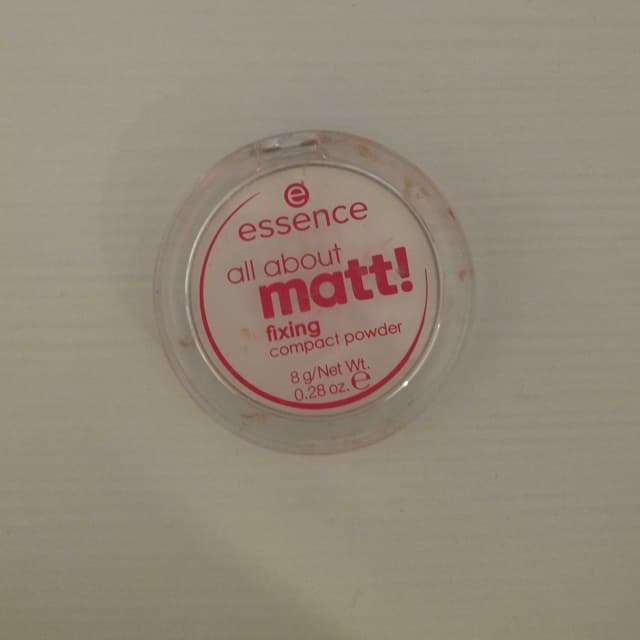 e
essence
all about
matt!
fixing
compact powder
8 g/Net Wt.
0.28 oz. ℮